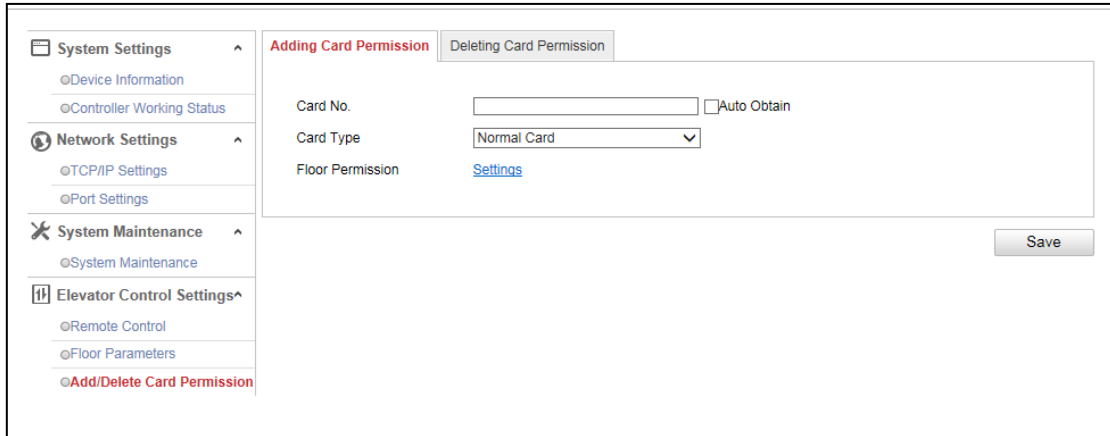 System Settings
Device Information
Controller Working Status
Network Settings
TCP/IP Settings
Port Settings
System Maintenance
System Maintenance
Elevator Control Settings
Remote Control
Floor Parameters
Add/Delete Card Permission
Adding Card Permission
Deleting Card Permission
Card No.
Auto Obtain
Card Type
Normal Card
Floor Permission
Settings
Save